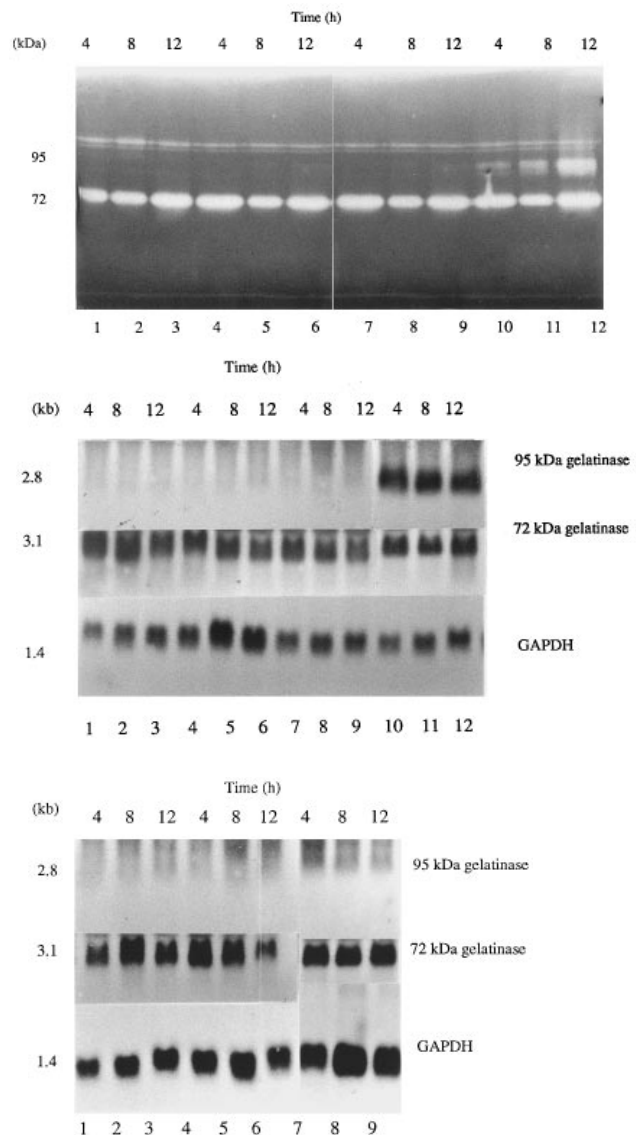 Time (h)
(kDa) 4 8 12 4 8 12 4 8 12 4 8 12
95
72
1 2 3 4 5 6 7 8 9 10 11 12
Time (h)
(kb) 4 8 12 4 8 12 4 8 12 4 8 12
95 kDa gelatinase
2.8
72 kDa gelatinase
3.1
GAPDH
1.4
1 2 3 4 5 6 7 8 9 10 11 12
Time (h)
(kb)
4 8 12 4 8 12 4 8 12
95 kDa gelatinase
2.8
3.1 72 kDa gelatinase
GAPDH
1.4
1 2 3 4 5 6 7 8 9